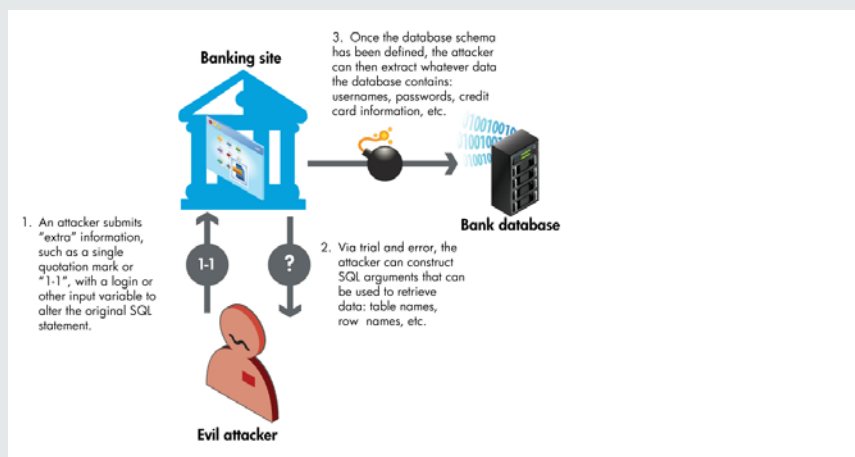 Banking site
3. Once the database schema
has been defined, the attacker
can then extract whatever data
the database contains:
usernames, passwords, credit
card information, etc.
10010010
10010010
10010
Bank database
1. An attacker submits
"extra" information,
such as a single
quotation mark or
"1-1", with a login or
other input variable to
alter the original SQL
statement.
1-1
?
2. Via trial and error, the
attacker can construct
SQL arguments that can
be used to retrieve
data: table names,
row names, etc.
Evil attacker